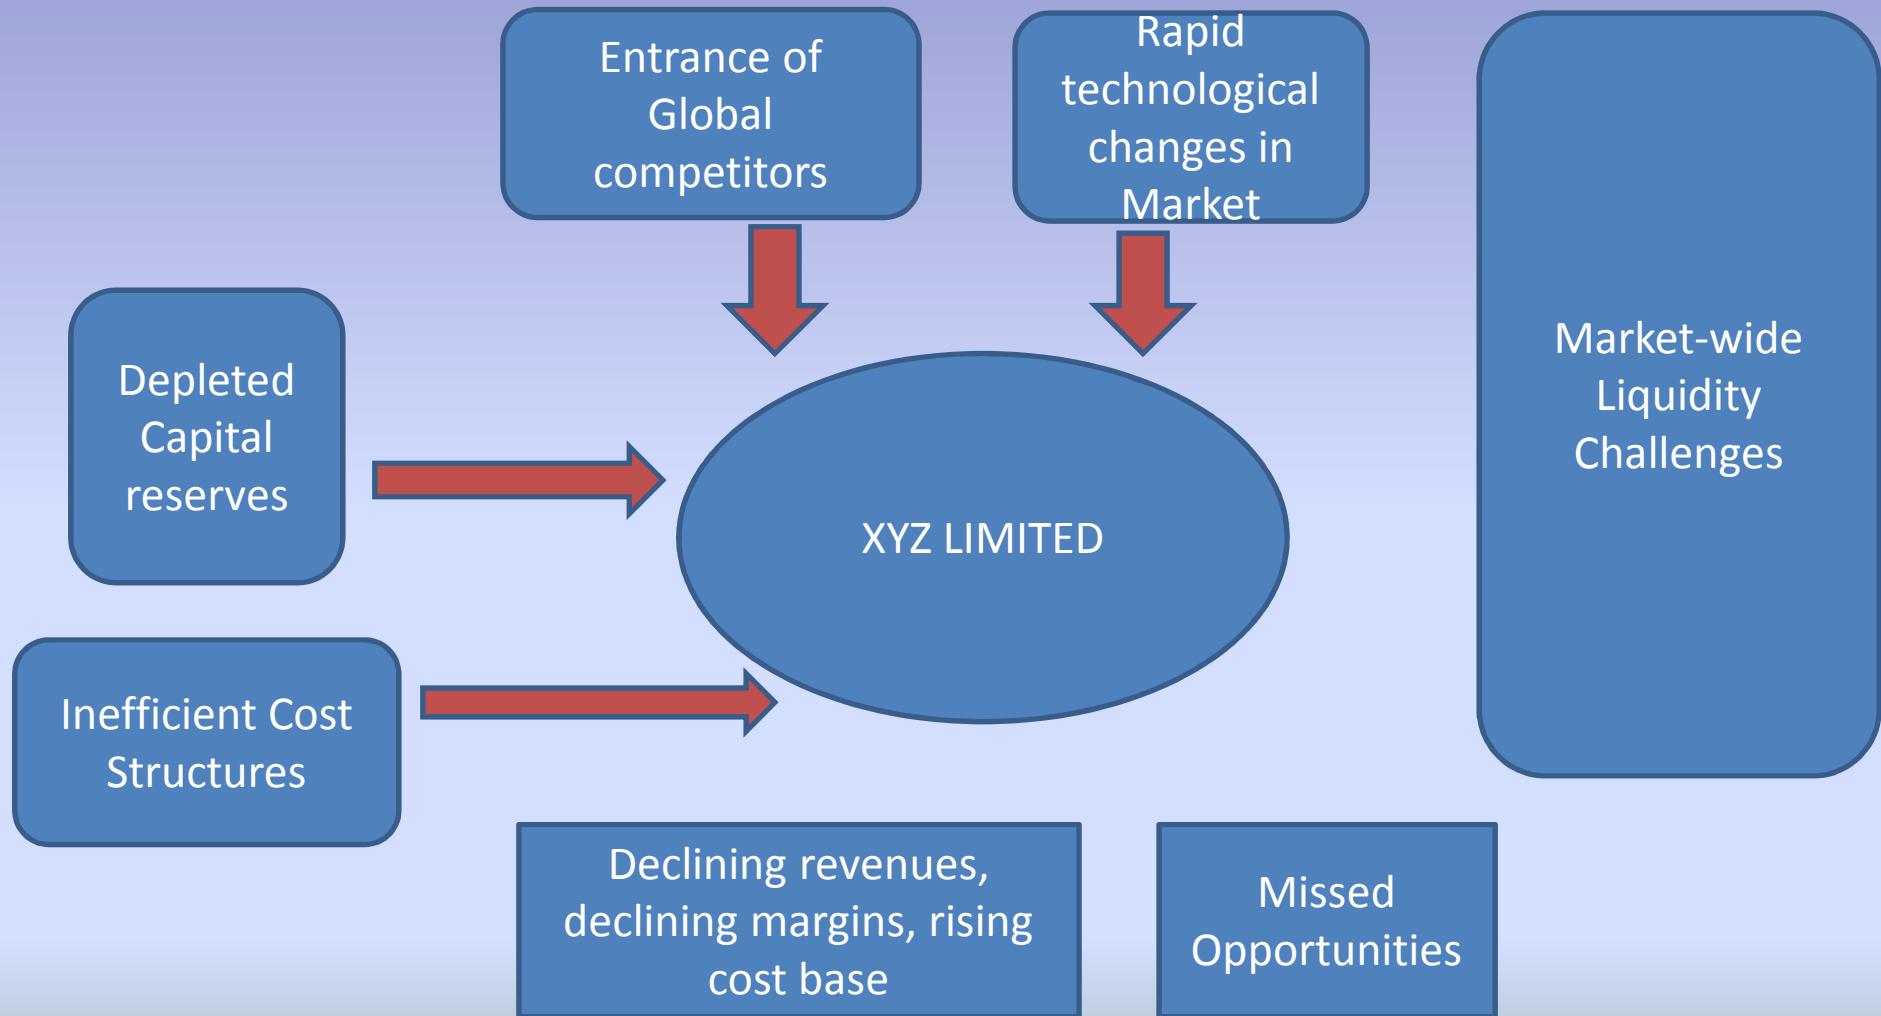 Entrance of
Global
competitors
Rapid
technological
changes in
Market
Market-wide
Liquidity
Challenges
Depleted
Capital
reserves
XYZ LIMITED
Inefficient Cost
Structures
Declining revenues,
declining margins, rising
cost base
Missed
Opportunities